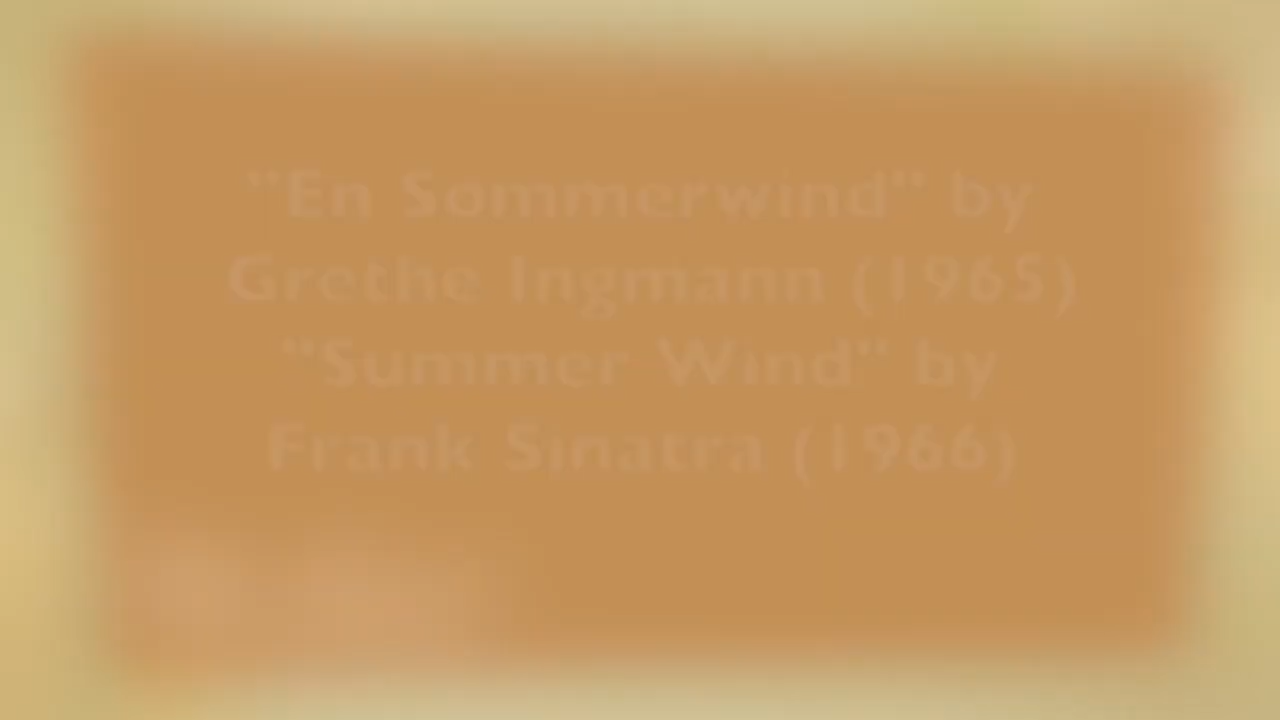 "En Sommerwind" by
Grethe Ingmann (1965)
"Summer Wind" by
Frank Sinatra (1966)